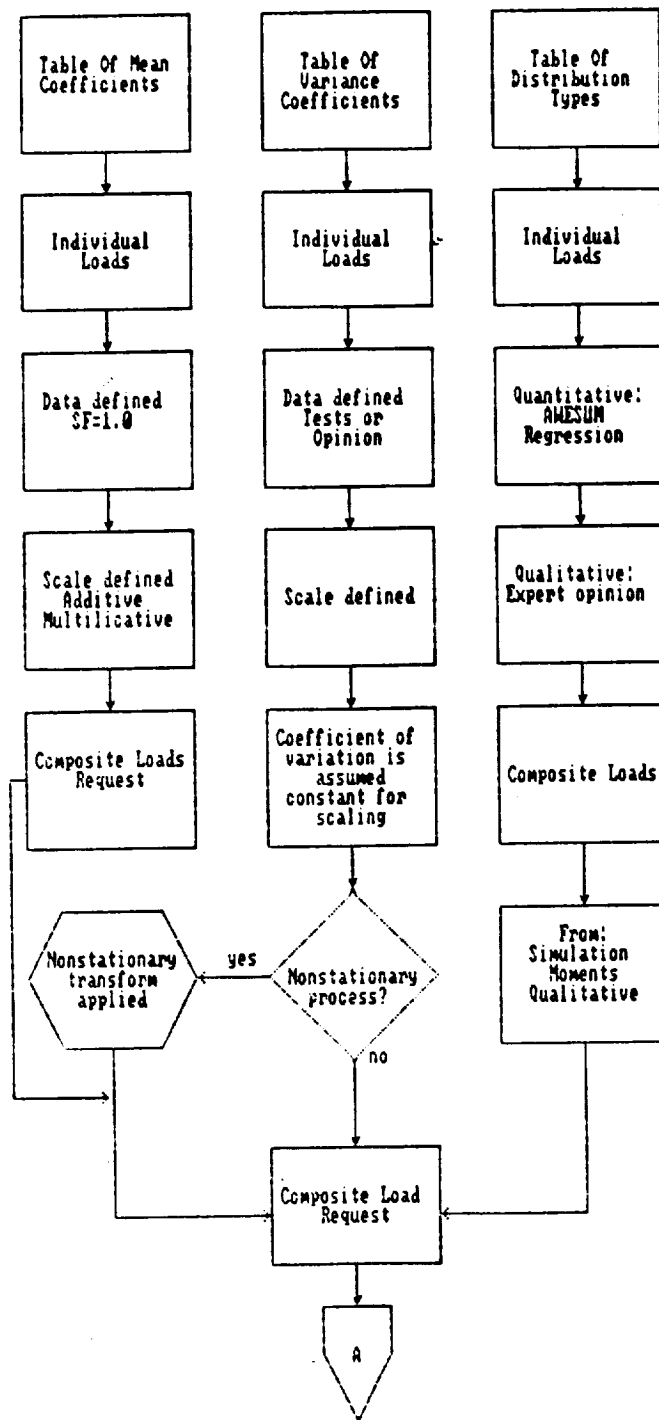 Table Of Mean
Coefficients
Individual
Loads
Data defined
SF=1.0
Scale defined
Additive
Multilicative
Composite Loads
Request
Nonstationary
transform
applied
Table Of
Variance
Coefficients
Individual
Loads
Data defined
Tests or
Opinion
Scale defined
Coefficient of
variation is
assumed
constant for
scaling
yes
Nonstationary
process?
no
Composite Load
Request
A
Table Of
Distribution
Types
Individual
Loads
Quantitative:
AWESUM
Regression
Qualitative:
Expert opinion
Composite Loads
From:
Simulation
Moments
Qualitative